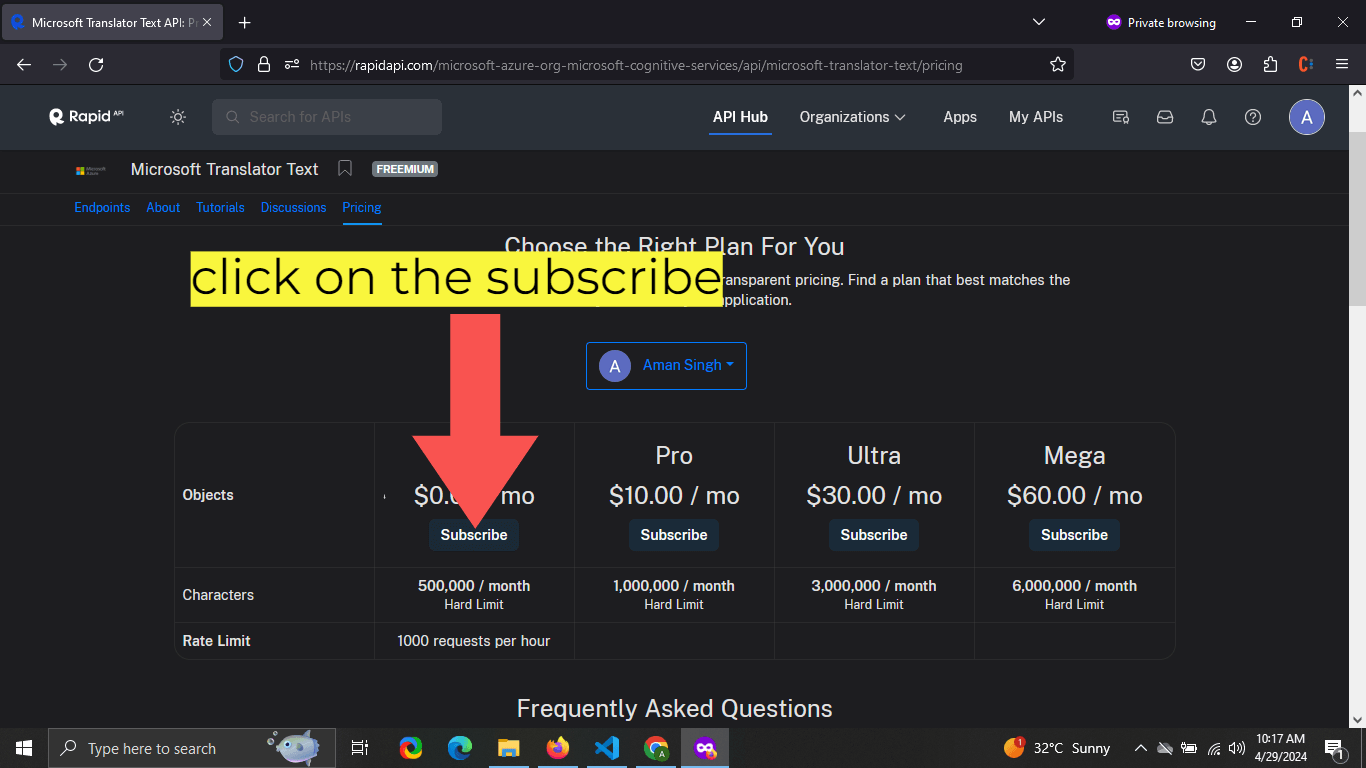 Microsoft Translator Text API: Pr
Private browsing
https://rapidapi.com/microsoft-azure-org-microsoft-cognitive-services/api/microsoft-translator-text/pricing
Rapid API
Search for APIs
API Hub
Organizations
Apps
My APIs
A
Microsoft Azure
Microsoft Translator Text
FREEMIUM
Endpoints
About
Tutorials
Discussions
Pricing
Choose the Right Plan For You
click on the subscribe
transparent pricing. Find a plan that best matches the
application.
A
Aman Singh
Objects
$0. / mo
Subscribe
Pro
$10.00 / mo
Subscribe
Ultra
$30.00 / mo
Subscribe
Mega
$60.00 / mo
Subscribe
Characters
500,000 / month
Hard Limit
1,000,000 / month
Hard Limit
3,000,000 / month
Hard Limit
6,000,000 / month
Hard Limit
Rate Limit
1000 requests per hour
Frequently Asked Questions
Type here to search
32°C Sunny
10:17 AM
4/29/2024
1